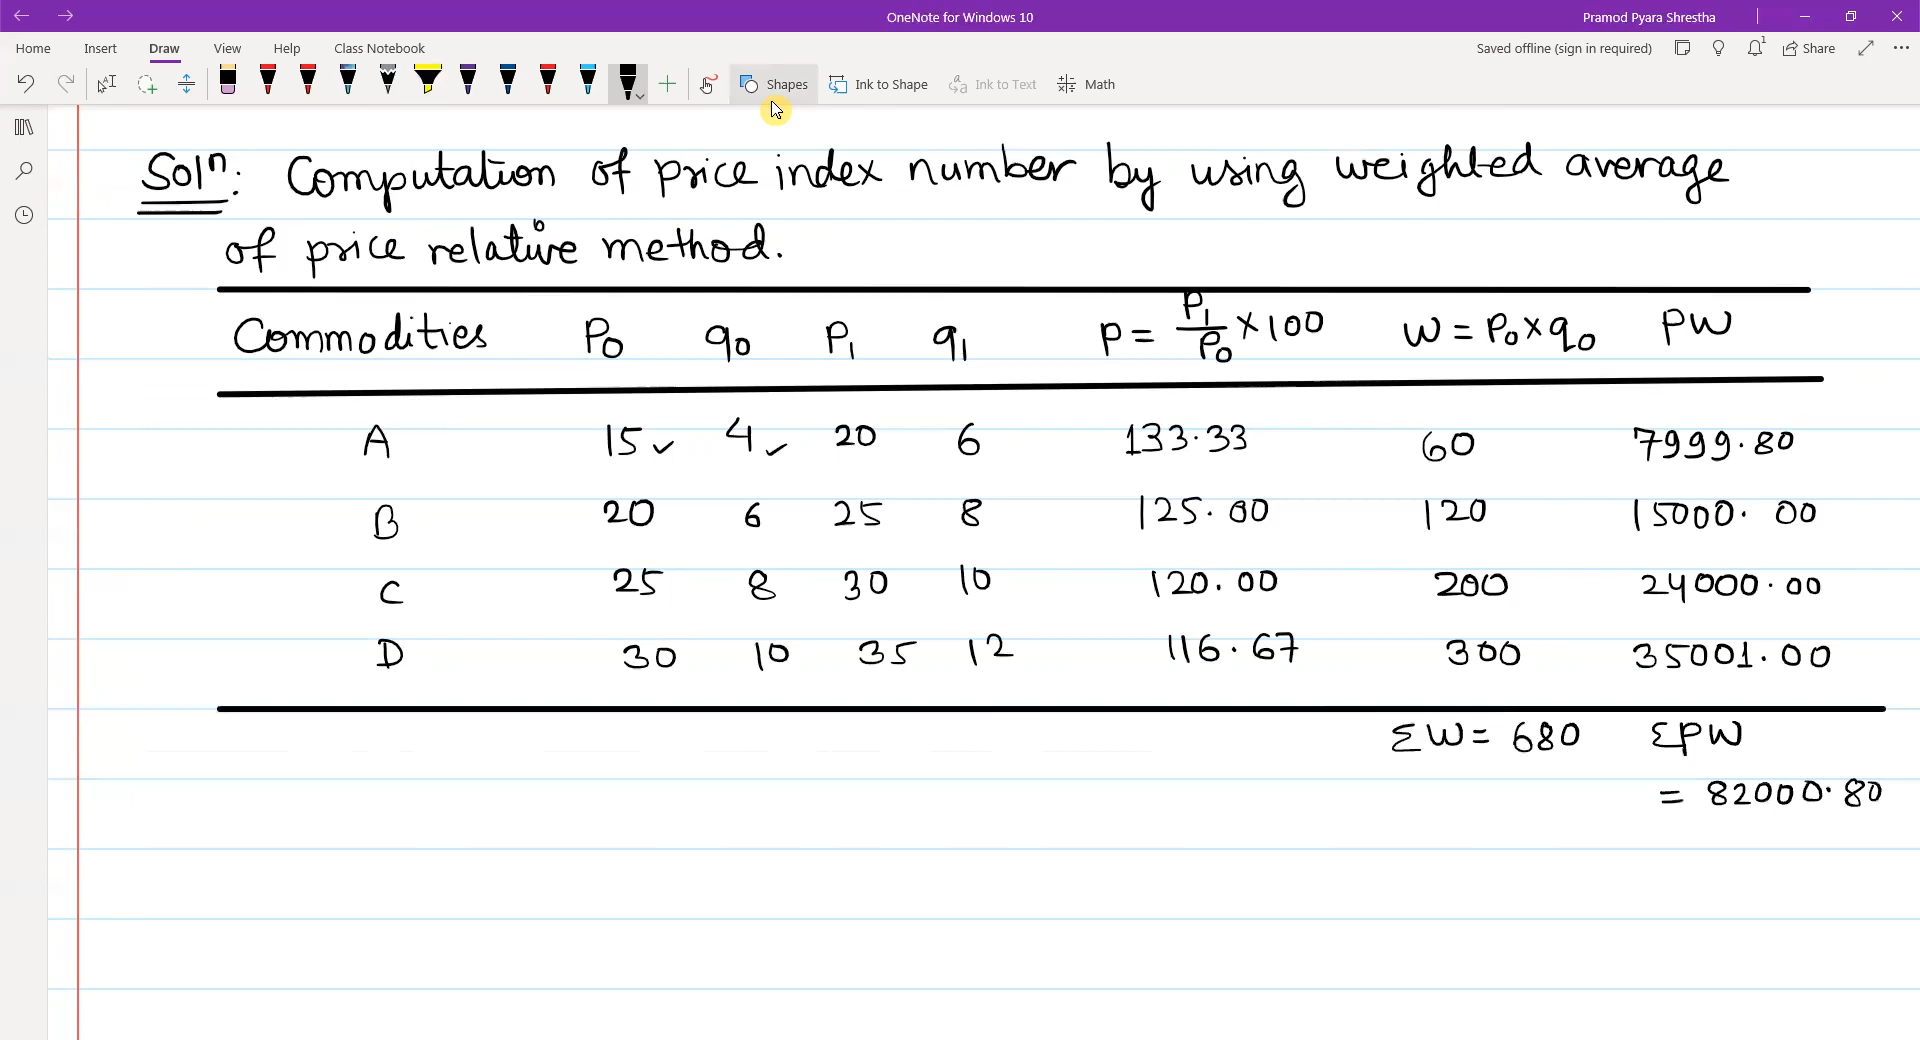 OneNote for Windows 10
Pramod Pyara Shrestha
Home Insert Draw View Help Class Notebook
Saved offline (sign in required) 1 Share
Shapes Ink to Shape Ink to Text Math
Solⁿ: Computation of price index number by using weighted average
of price relative method.
Commodities P₀ q₀ P₁ q₁ P = P₁/P₀ × 100 W = P₀ × q₀ PW
A 15 ✓ 4 ✓ 20 6 133.33 60 7999.80
B 20 6 25 8 125.00 120 15000.00
C 25 8 30 10 120.00 200 24000.00
D 30 10 35 12 116.67 300 35001.00
ΣW = 680 ΣPW
= 82000.80